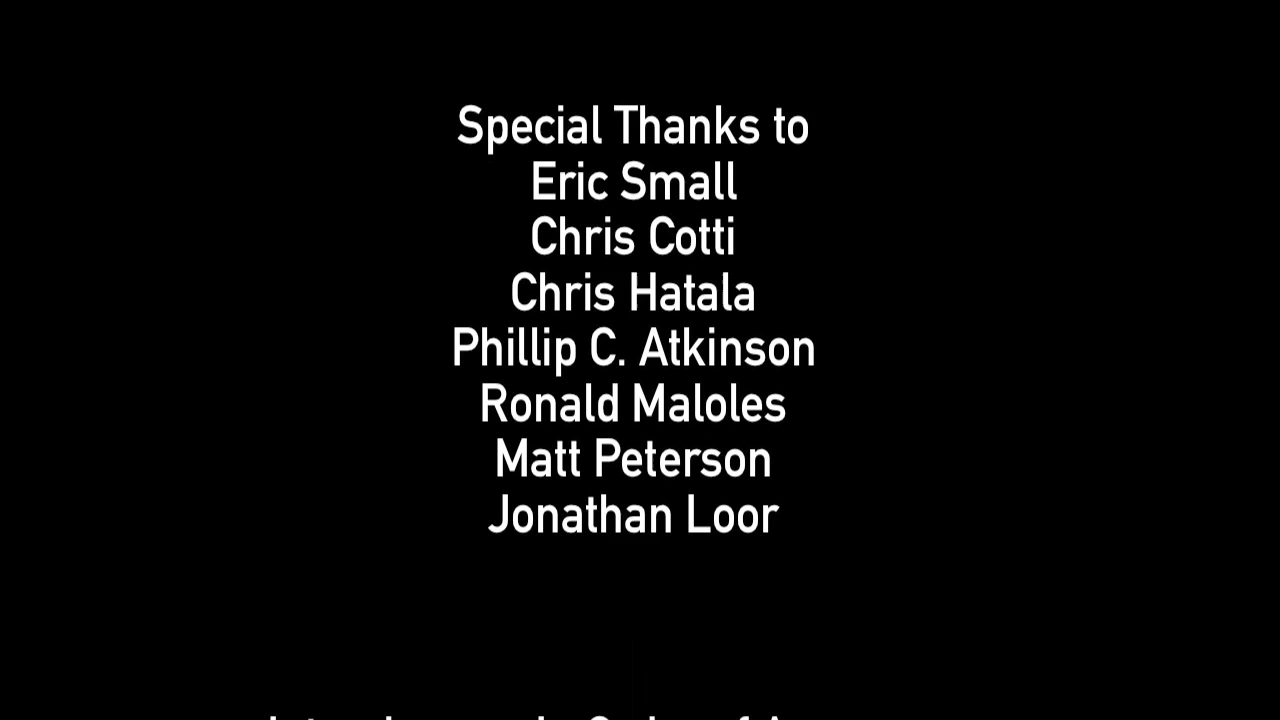 Special Thanks to
Eric Small
Chris Cotti
Chris Hatala
Phillip C. Atkinson
Ronald Maloles
Matt Peterson
Jonathan Loor